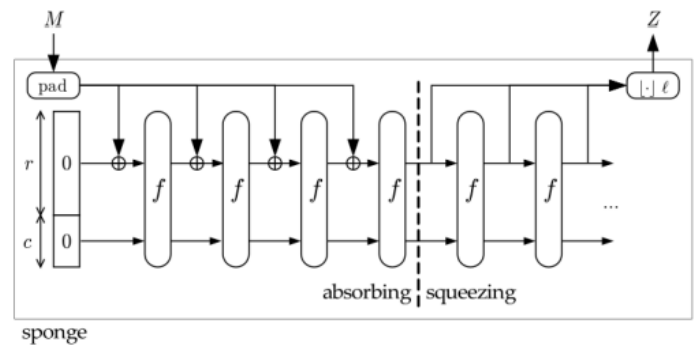 M Z
pad ⌊·⌋ ℓ
r 0 ⊕ ⊕ ⊕ ⊕
f f f f f f
...
c 0
absorbing squeezing
sponge